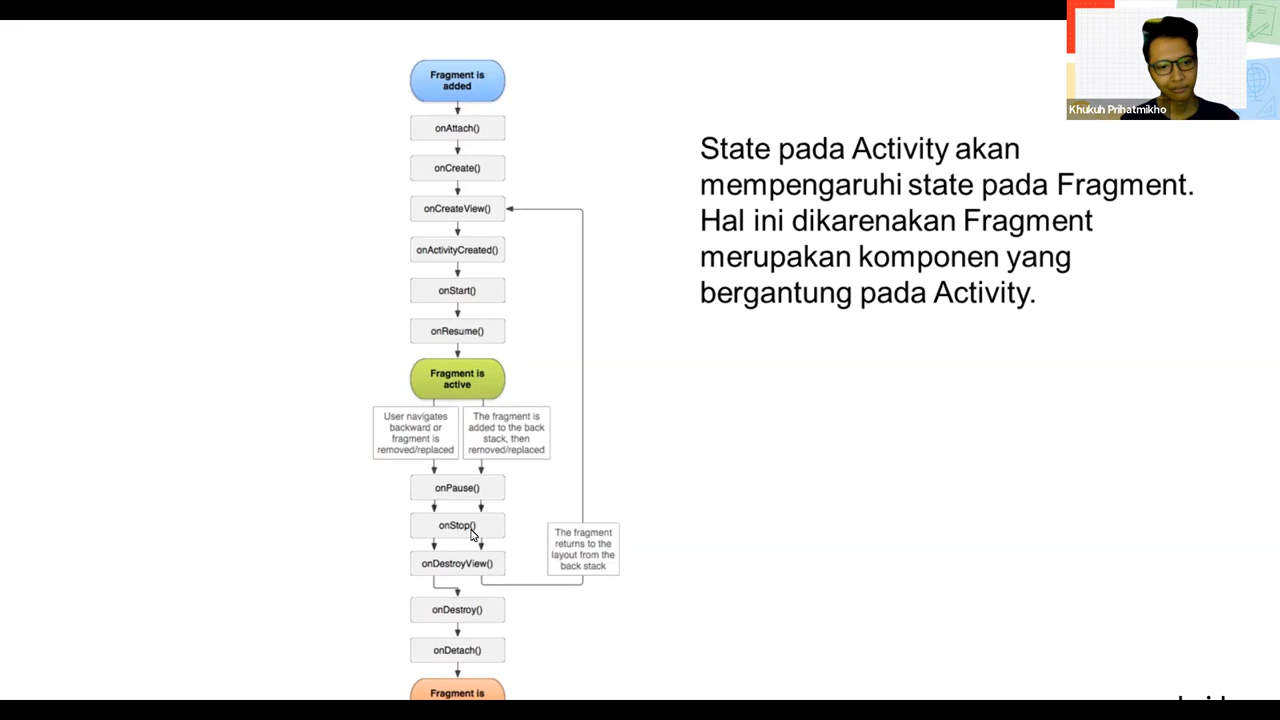 Fragment is
added
onAttach()
onCreate()
onCreateView()
onActivityCreated()
onStart()
onResume()
Fragment is
active
User navigates
backward or
fragment is
removed/replaced
The fragment is
added to the back
stack, then
removed/replaced
onPause()
onStop()
onDestroyView()
The fragment
returns to the
layout from the
back stack
onDestroy()
onDetach()
Fragment is
State pada Activity akan
mempengaruhi state pada Fragment.
Hal ini dikarenakan Fragment
merupakan komponen yang
bergantung pada Activity.
Khukuh Prihatmikho